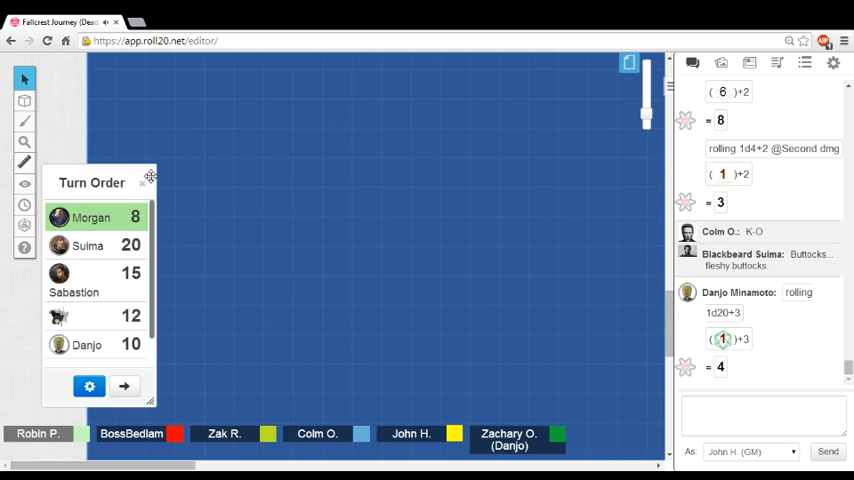 Fallcrest Journey (Dead
https://app.roll20.net/editor/
ABP
(6)+2
= 8
rolling 1d4+2 @Second dmg
(1)+2
= 3
Turn Order
Morgan 8
Suima 20
15
Sabastion
12
Danjo 10
Colm O.: K-O
Blackbeard Suima: Buttocks...
fleshy buttocks.
Danjo Minamoto: rolling
1d20+3
(1)+3
= 4
Robin P.
BossBedlam
Zak R.
Colm O.
John H.
Zachary O.
(Danjo)
As: John H. (GM)
Send